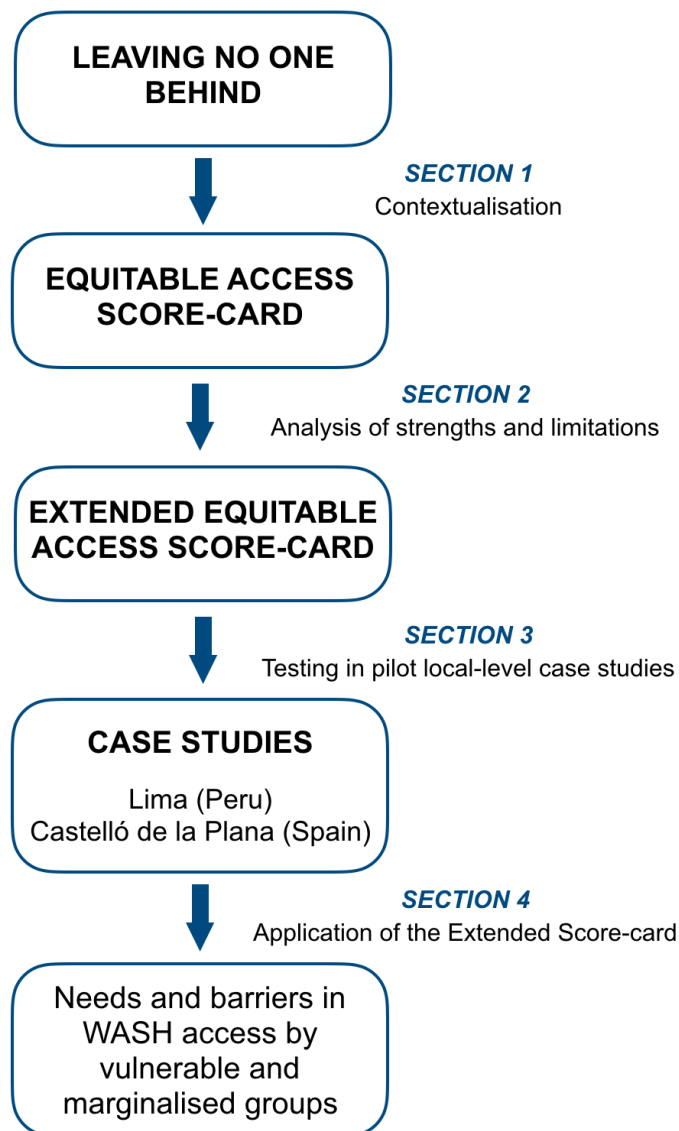 LEAVING NO ONE
BEHIND
SECTION 1
Contextualisation
EQUITABLE ACCESS
SCORE-CARD
SECTION 2
Analysis of strengths and limitations
EXTENDED EQUITABLE
ACCESS SCORE-CARD
SECTION 3
Testing in pilot local-level case studies
CASE STUDIES
Lima (Peru)
Castelló de la Plana (Spain)
SECTION 4
Application of the Extended Score-card
Needs and barriers in
WASH access by
vulnerable and
marginalised groups